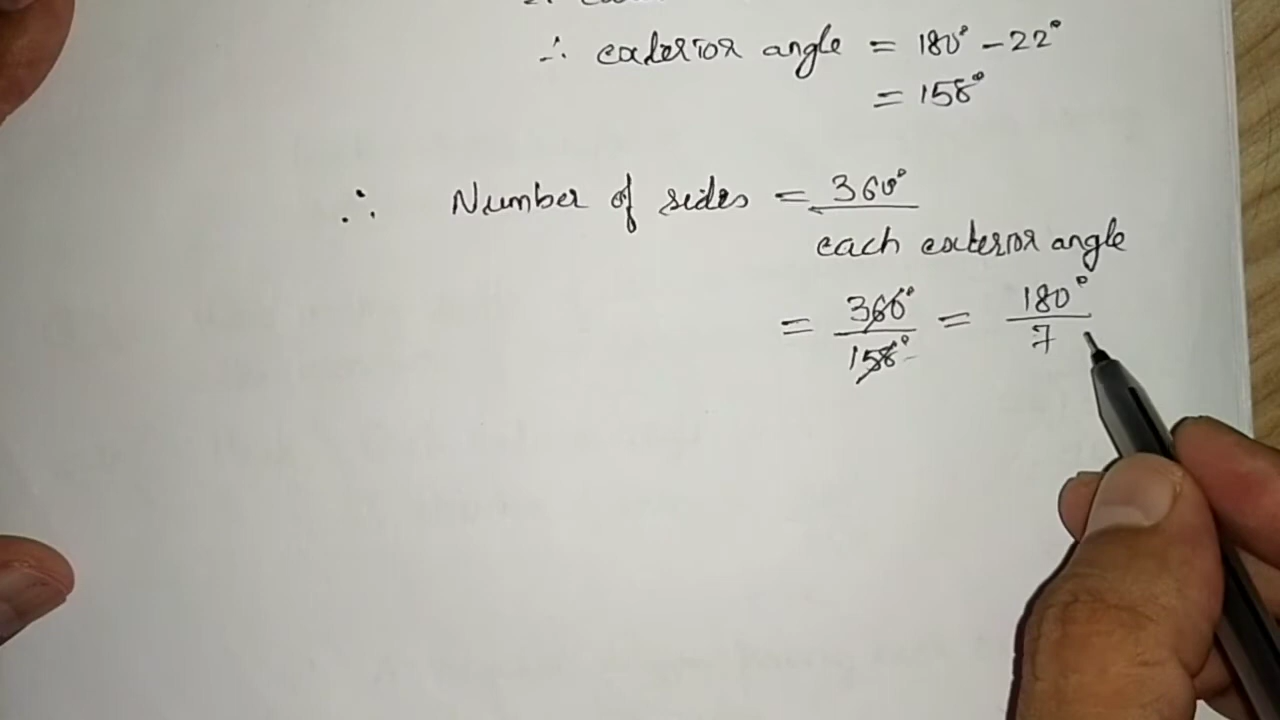 ∴ exterior angle = 180° - 22°
= 158°
∴ Number of sides = 360° / each exterior angle
= 360° / 158° = 180° / 7